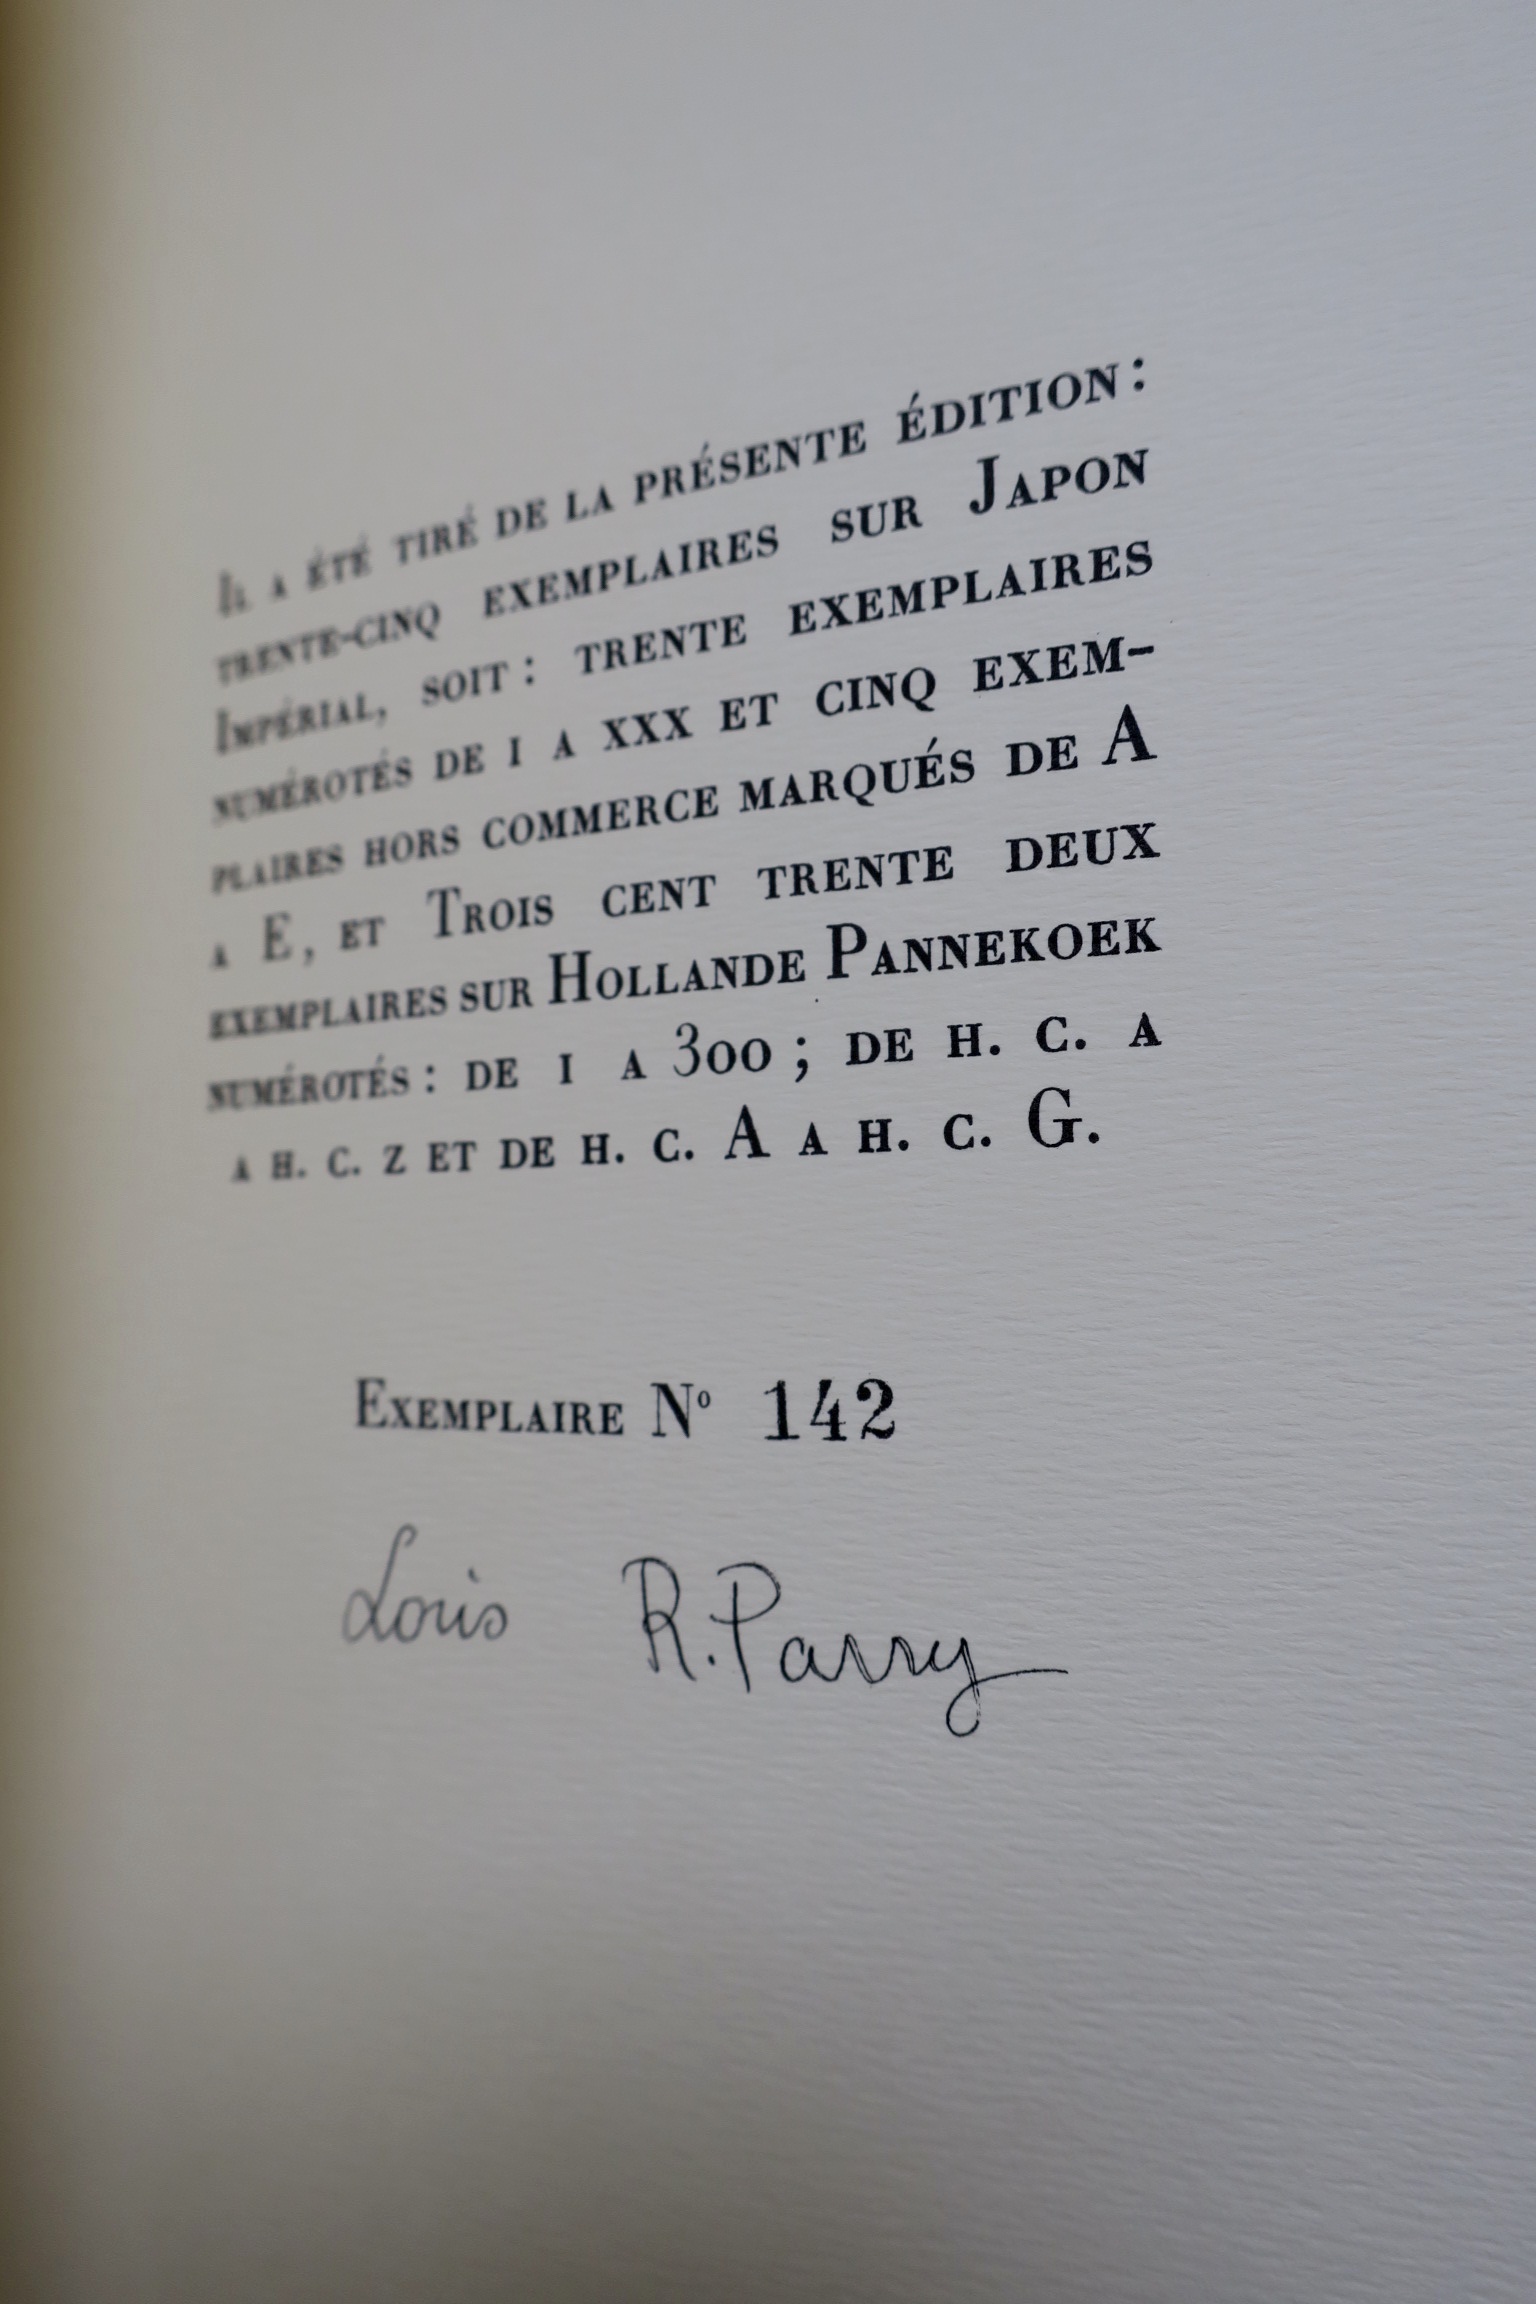 Il a été tiré de la présente édition :
trente-cinq exemplaires sur Japon
Impérial, soit : trente exemplaires
numérotés de I a XXX et cinq exem-
plaires hors commerce marqués de A
a E, et Trois cent trente deux
exemplaires sur Hollande Pannekoek
numérotés : de 1 a 300 ; de h. c. a
a h. c. z et de h. c. A a h. c. G.
Exemplaire Nº 142
Louis R. Parry